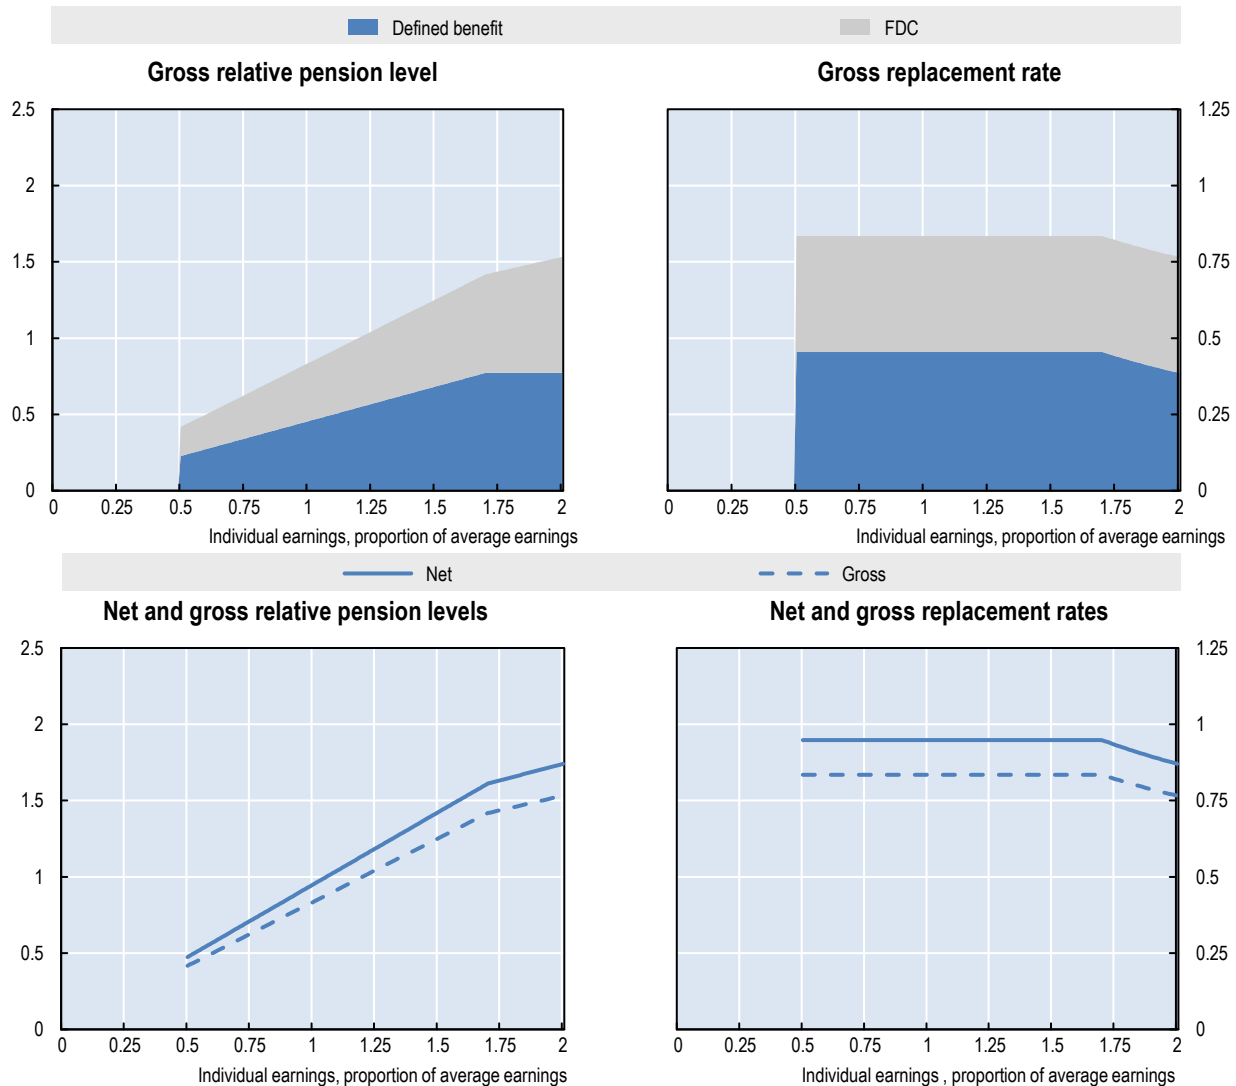 Defined benefit FDC
Gross relative pension level
2.5
2
1.5
1
0.5
0
0 0.25 0.5 0.75 1 1.25 1.5 1.75 2
Individual earnings, proportion of average earnings
Gross replacement rate
1.25
1
0.75
0.5
0.25
0
0 0.25 0.5 0.75 1 1.25 1.5 1.75 2
Individual earnings, proportion of average earnings
Net Gross
Net and gross relative pension levels
2.5
2
1.5
1
0.5
0
0 0.25 0.5 0.75 1 1.25 1.5 1.75 2
Individual earnings, proportion of average earnings
Net and gross replacement rates
1.25
1
0.75
0.5
0.25
0
0 0.25 0.5 0.75 1 1.25 1.5 1.75 2
Individual earnings , proportion of average earnings